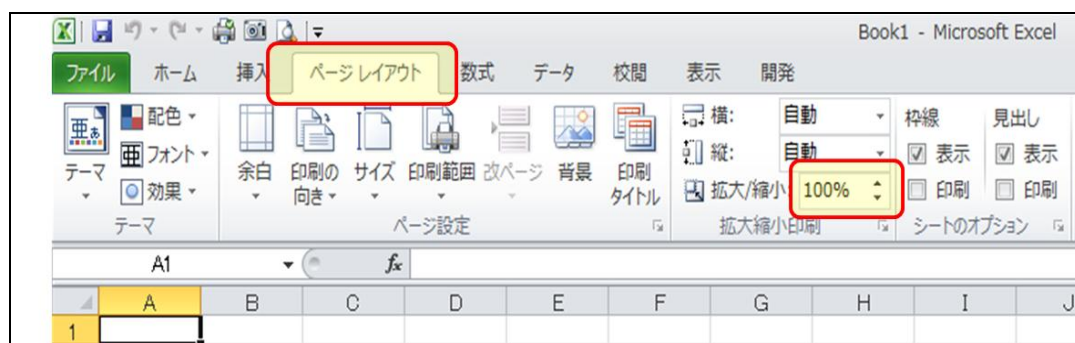 Book1 - Microsoft Excel
ファイル ホーム 挿入 ページ レイアウト 数式 データ 校閲 表示 開発
亜あ 配色
亜 フォント
効果
テーマ
テーマ
余白 印刷の向き サイズ 印刷範囲 改ページ 背景 印刷タイトル
ページ設定
横: 自動
縦: 自動
拡大/縮小: 100%
拡大縮小印刷
枠線 見出し
表示 表示
印刷 印刷
シートのオプション
A1 fx
A B C D E F G H I J
1